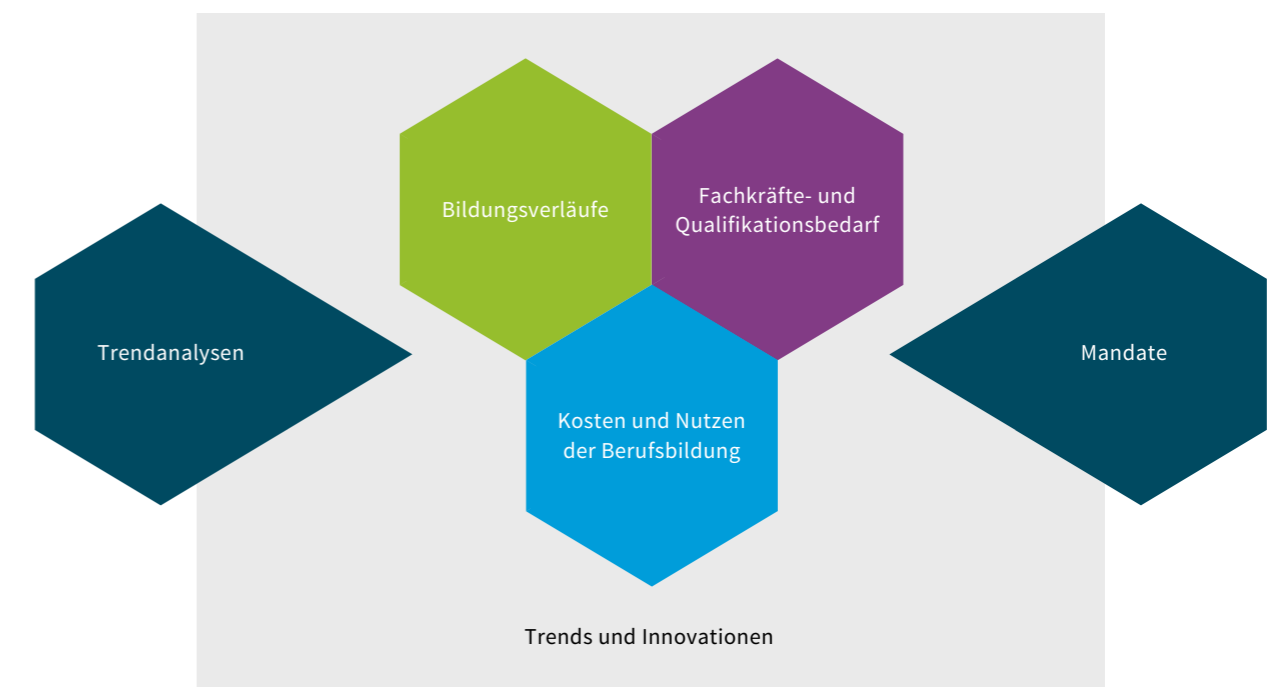 Bildungsverläufe
Fachkräfte- und
Qualifikationsbedarf
Trendanalysen
Mandate
Kosten und Nutzen
der Berufsbildung
Trends und Innovationen